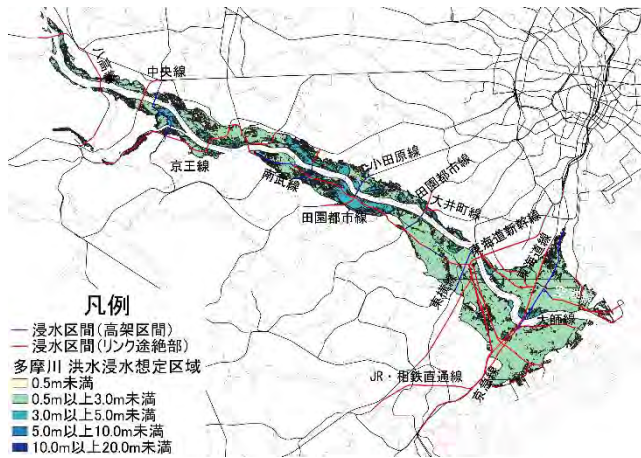 八高
中央線
京王線
南武線
小田原線
田園都市線
大井町線
田園都市線
東海道新幹線
東海道線
東横線
大師線
JR・相鉄直通線
京急線
凡例
浸水区間(高架区間)
浸水区間(リンク途絶部)
多摩川 洪水浸水想定区域
0.5m未満
0.5m以上3.0m未満
3.0m以上5.0m未満
5.0m以上10.0m未満
10.0m以上20.0m未満